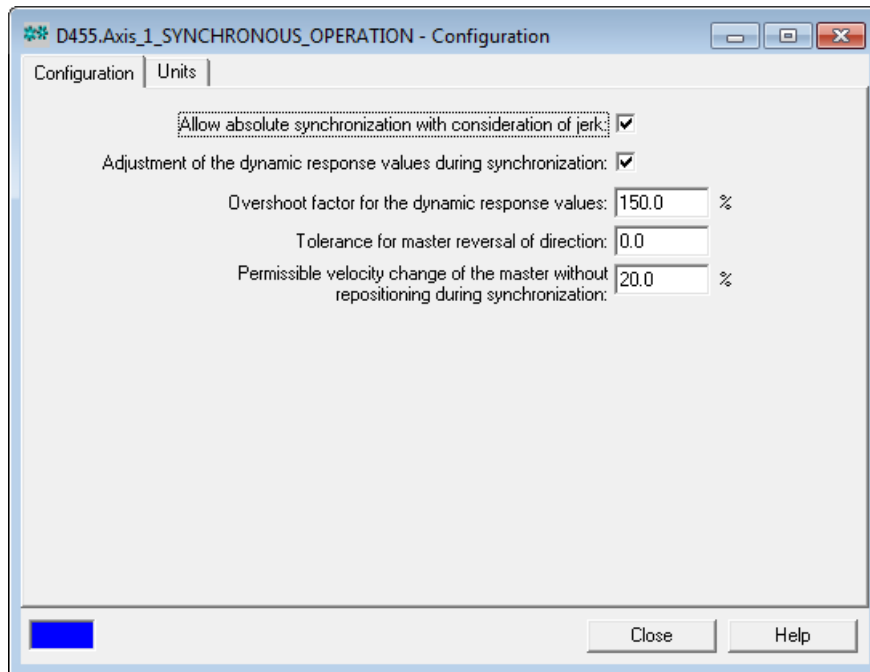 D455.Axis_1_SYNCHRONOUS_OPERATION - Configuration
Configuration Units
Allow absolute synchronization with consideration of jerk:
Adjustment of the dynamic response values during synchronization:
Overshoot factor for the dynamic response values: 150.0 %
Tolerance for master reversal of direction: 0.0
Permissible velocity change of the master without
repositioning during synchronization: 20.0 %
Close Help